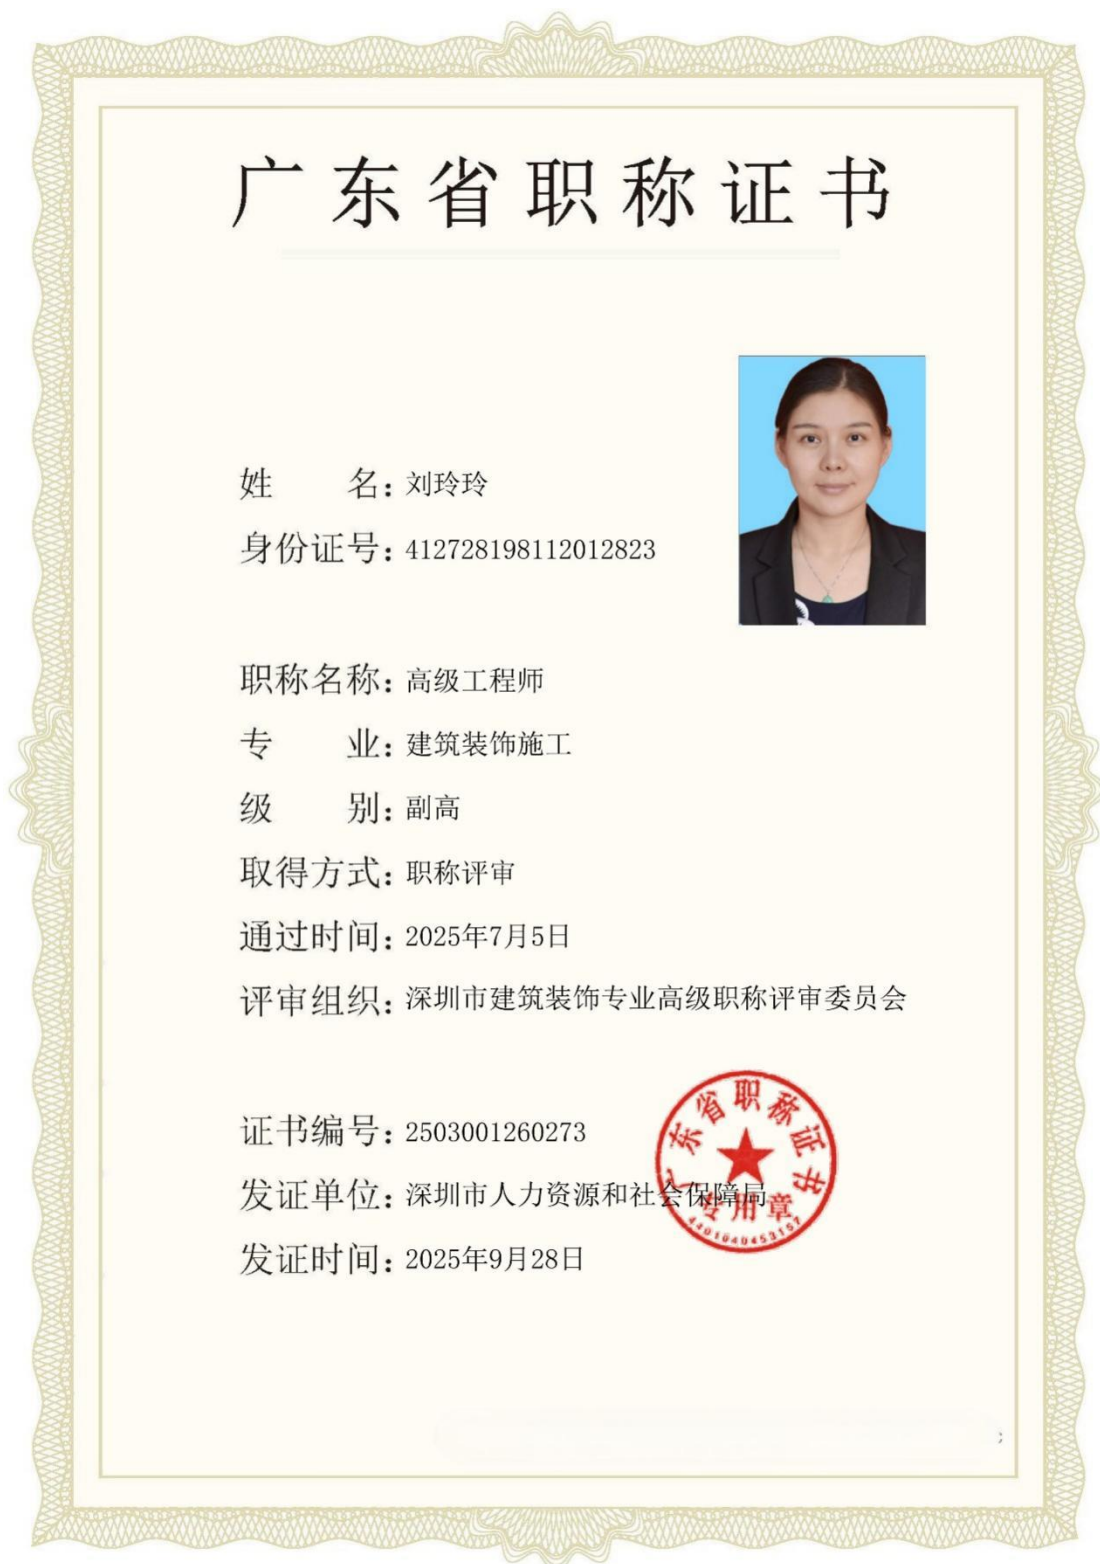 广东省职称证书
姓 名：刘玲玲
身份证号：412728198112012823
职称名称：高级工程师
专 业：建筑装饰施工
级 别：副高
取得方式：职称评审
通过时间：2025年7月5日
评审组织：深圳市建筑装饰专业高级职称评审委员会
证书编号：2503001260273
发证单位：深圳市人力资源和社会保障局
发证时间：2025年9月28日
广东省职称证书
专用章
4401040453157